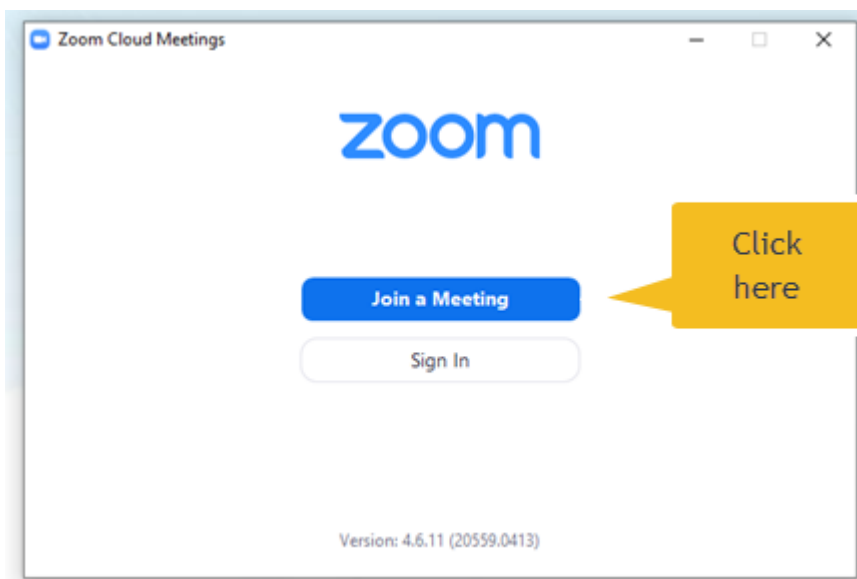 Zoom Cloud Meetings
zoom
Click
here
Join a Meeting
Sign In
Version: 4.6.11 (20559.0413)